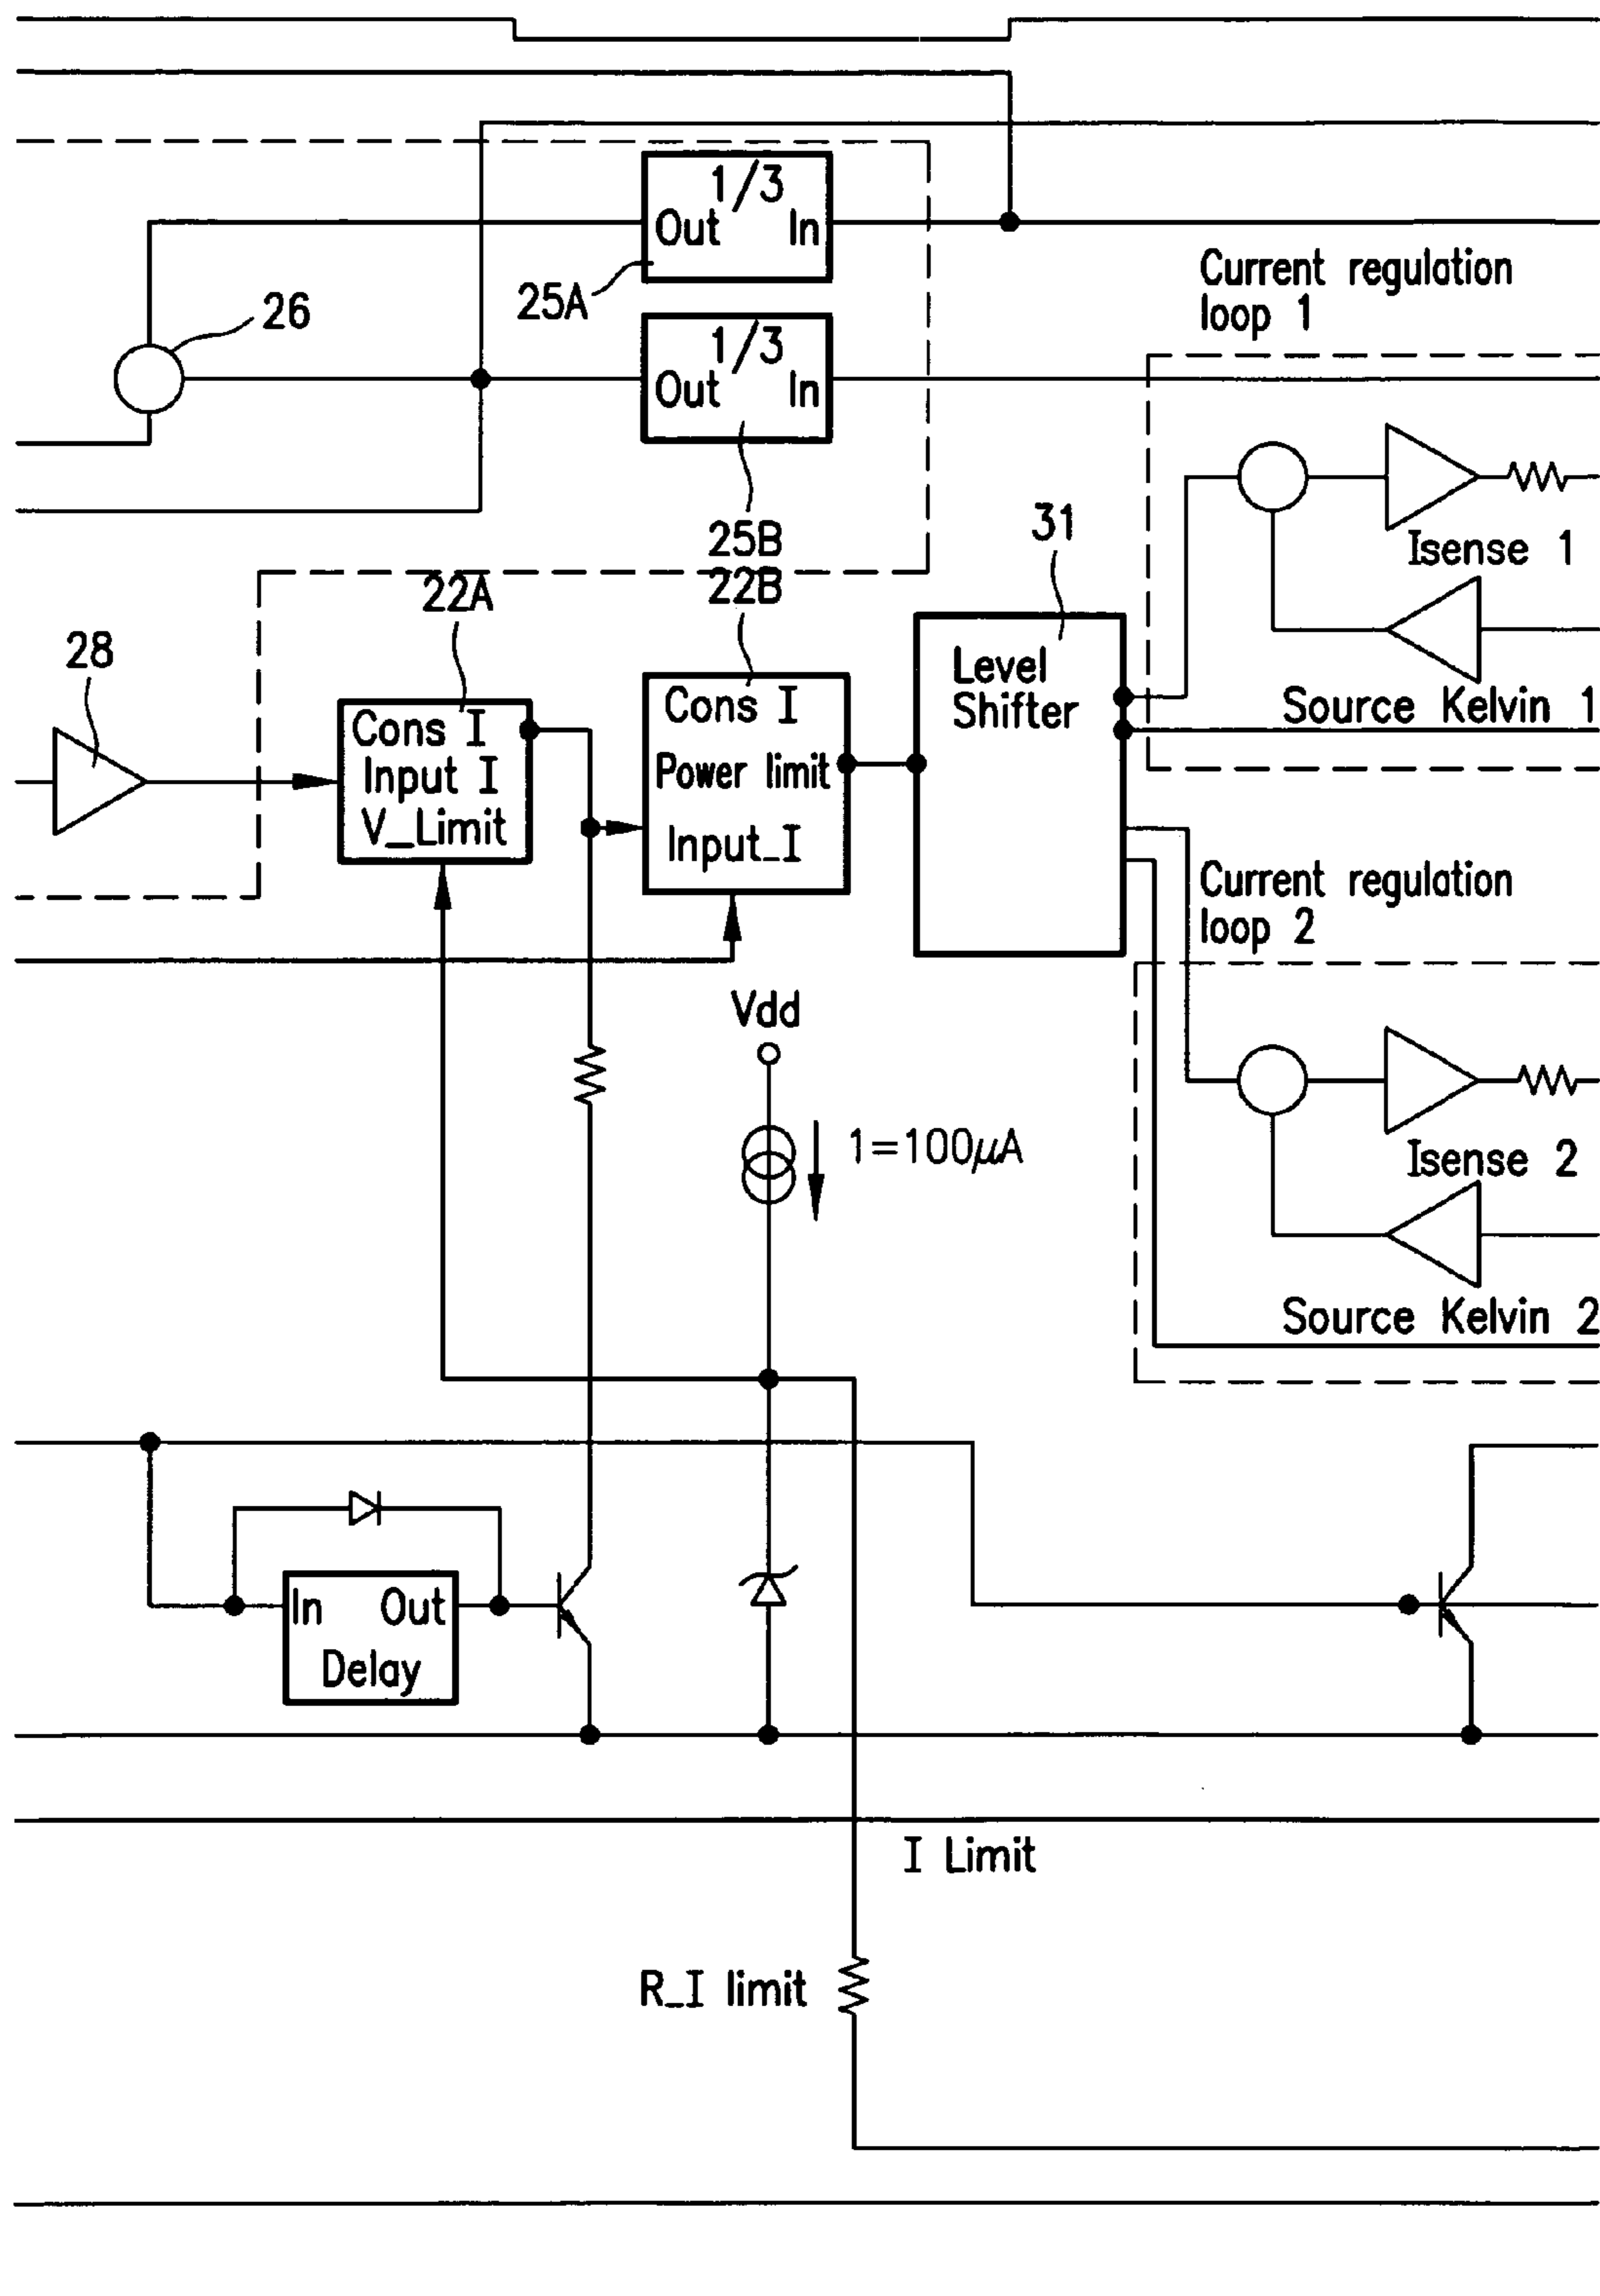 1/3
Out In
25A
Current regulation
loop 1
26
1/3
Out In
25B
31
Isense 1
22A
22B
28
Level
Shifter
Cons I
Input I
V_Limit
Cons I
Power limit
Input_I
Source Kelvin 1
Current regulation
loop 2
Vdd
1=100μA
Isense 2
Source Kelvin 2
In Out
Delay
I Limit
R_I limit